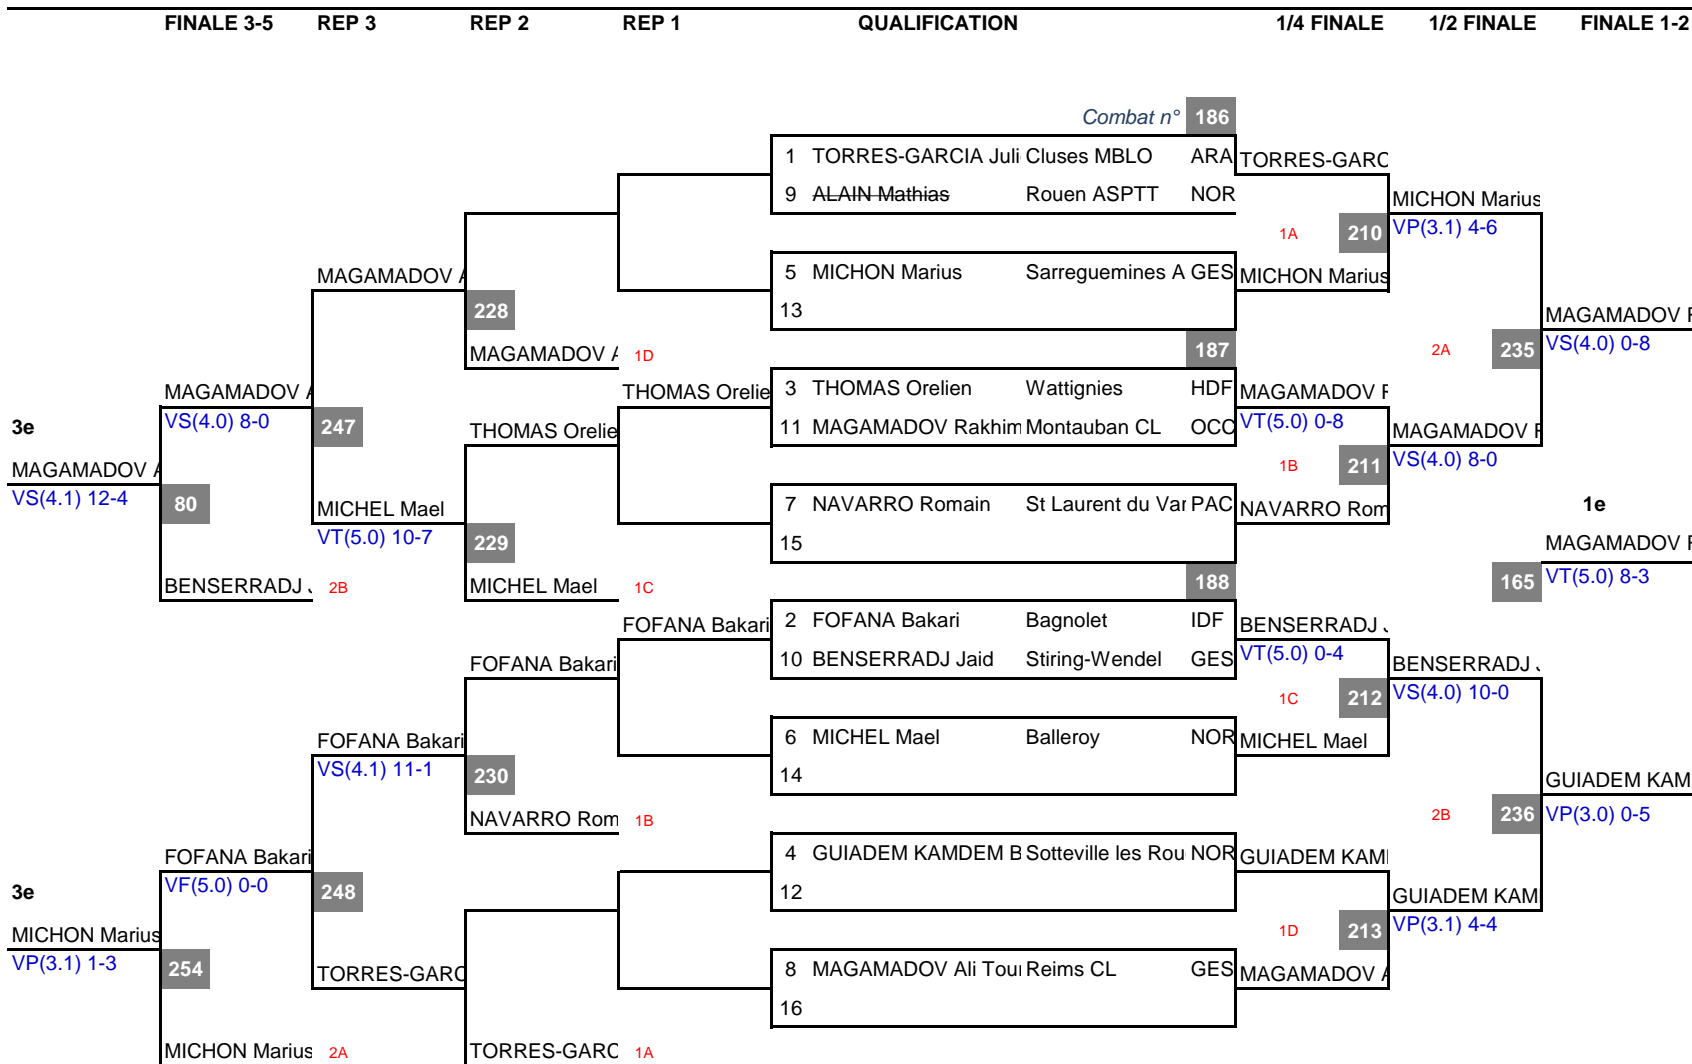 FINALE 3-5 REP 3 REP 2 REP 1 QUALIFICATION 1/4 FINALE 1/2 FINALE FINALE 1-2
Combat n° 186
1 TORRES-GARCIA Juli Cluses MBLO ARA TORRES-GARC
9 ALAIN Mathias Rouen ASPTT NOR MICHON Marius
1A 210 VP(3.1) 4-6
MAGAMADOV A 5 MICHON Marius Sarreguemines A GES MICHON Marius
228 13 MAGAMADOV F
MAGAMADOV A 1D 187 2A 235 VS(4.0) 0-8
MAGAMADOV A THOMAS Orelie 3 THOMAS Orelien Wattignies HDF MAGAMADOV F
3e VS(4.0) 8-0 247 THOMAS Orelie 11 MAGAMADOV Rakhim Montauban CL OCC VT(5.0) 0-8 MAGAMADOV F
MAGAMADOV A 1B 211 VS(4.0) 8-0
VS(4.1) 12-4 80 MICHEL Mael 7 NAVARRO Romain St Laurent du Var PAC NAVARRO Rom 1e
VT(5.0) 10-7 229 15 MAGAMADOV F
BENSERRADJ J 2B MICHEL Mael 1C 188 165 VT(5.0) 8-3
FOFANA Bakari 2 FOFANA Bakari Bagnolet IDF BENSERRADJ J
FOFANA Bakari 10 BENSERRADJ Jaid Stiring-Wendel GES VT(5.0) 0-4 BENSERRADJ J
1C 212 VS(4.0) 10-0
FOFANA Bakari 6 MICHEL Mael Balleroy NOR MICHEL Mael
VS(4.1) 11-1 230 14 GUIADEM KAM
NAVARRO Rom 1B 2B 236 VP(3.0) 0-5
FOFANA Bakari 4 GUIADEM KAMDEM B Sotteville les Rou NOR GUIADEM KAM
3e VF(5.0) 0-0 248 12 GUIADEM KAM
MICHON Marius 1D 213 VP(3.1) 4-4
VP(3.1) 1-3 254 TORRES-GARC 8 MAGAMADOV Ali Tour Reims CL GES MAGAMADOV A
16
MICHON Marius 2A TORRES-GARC 1A